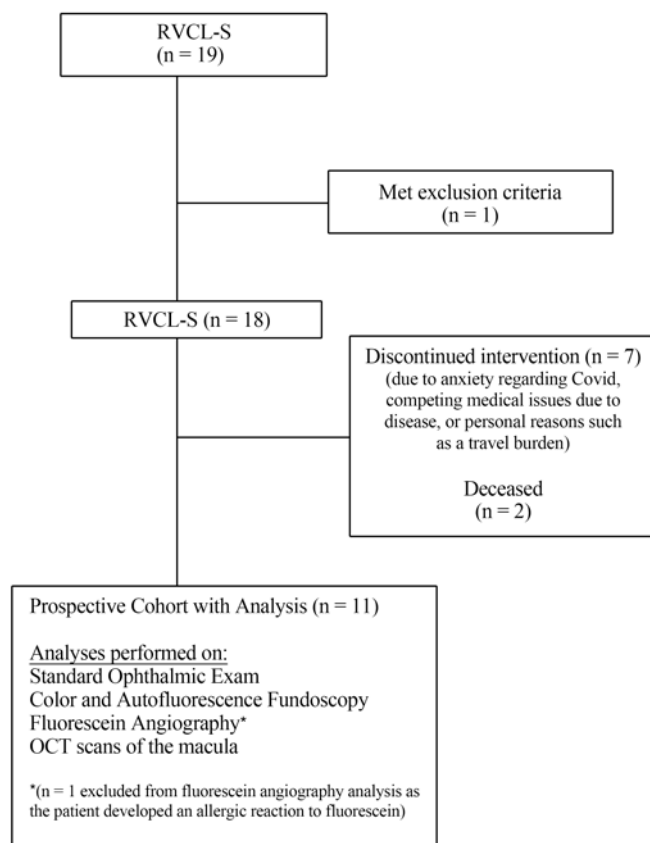 RVCL-S
(n = 19)
Met exclusion criteria
(n = 1)
RVCL-S (n = 18)
Discontinued intervention (n = 7)
(due to anxiety regarding Covid,
competing medical issues due to
disease, or personal reasons such
as a travel burden)
Deceased
(n = 2)
Prospective Cohort with Analysis (n = 11)
Analyses performed on:
Standard Ophthalmic Exam
Color and Autofluorescence Fundoscopy
Fluorescein Angiography*
OCT scans of the macula
*(n = 1 excluded from fluorescein angiography analysis as
the patient developed an allergic reaction to fluorescein)